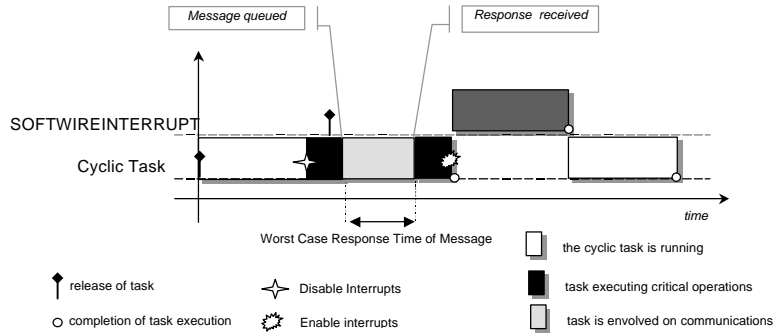 Message queued
Response received
SOFTWIREINTERRUPT
Cyclic Task
time
Worst Case Response Time of Message
the cyclic task is running
release of task
Disable Interrupts
task executing critical operations
completion of task execution
Enable interrupts
task is envolved on communications